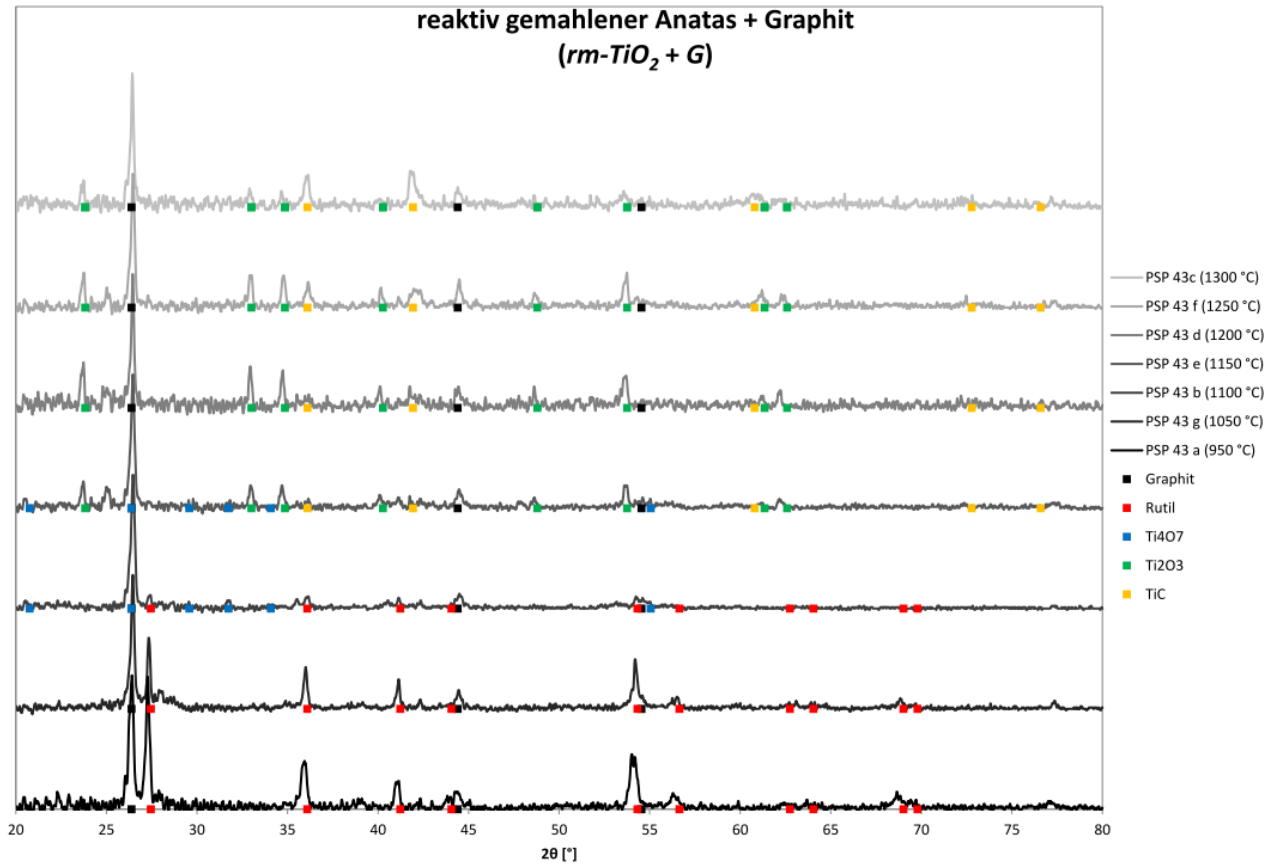 reaktiv gemahlener Anatas + Graphit
(rm-TiO2 + G)
PSP 43c (1300 °C)
PSP 43 f (1250 °C)
PSP 43 d (1200 °C)
PSP 43 e (1150 °C)
PSP 43 b (1100 °C)
PSP 43 g (1050 °C)
PSP 43 a (950 °C)
Graphit
Rutil
Ti4O7
Ti2O3
TiC
20 25 30 35 40 45 50 55 60 65 70 75 80
2θ [°]